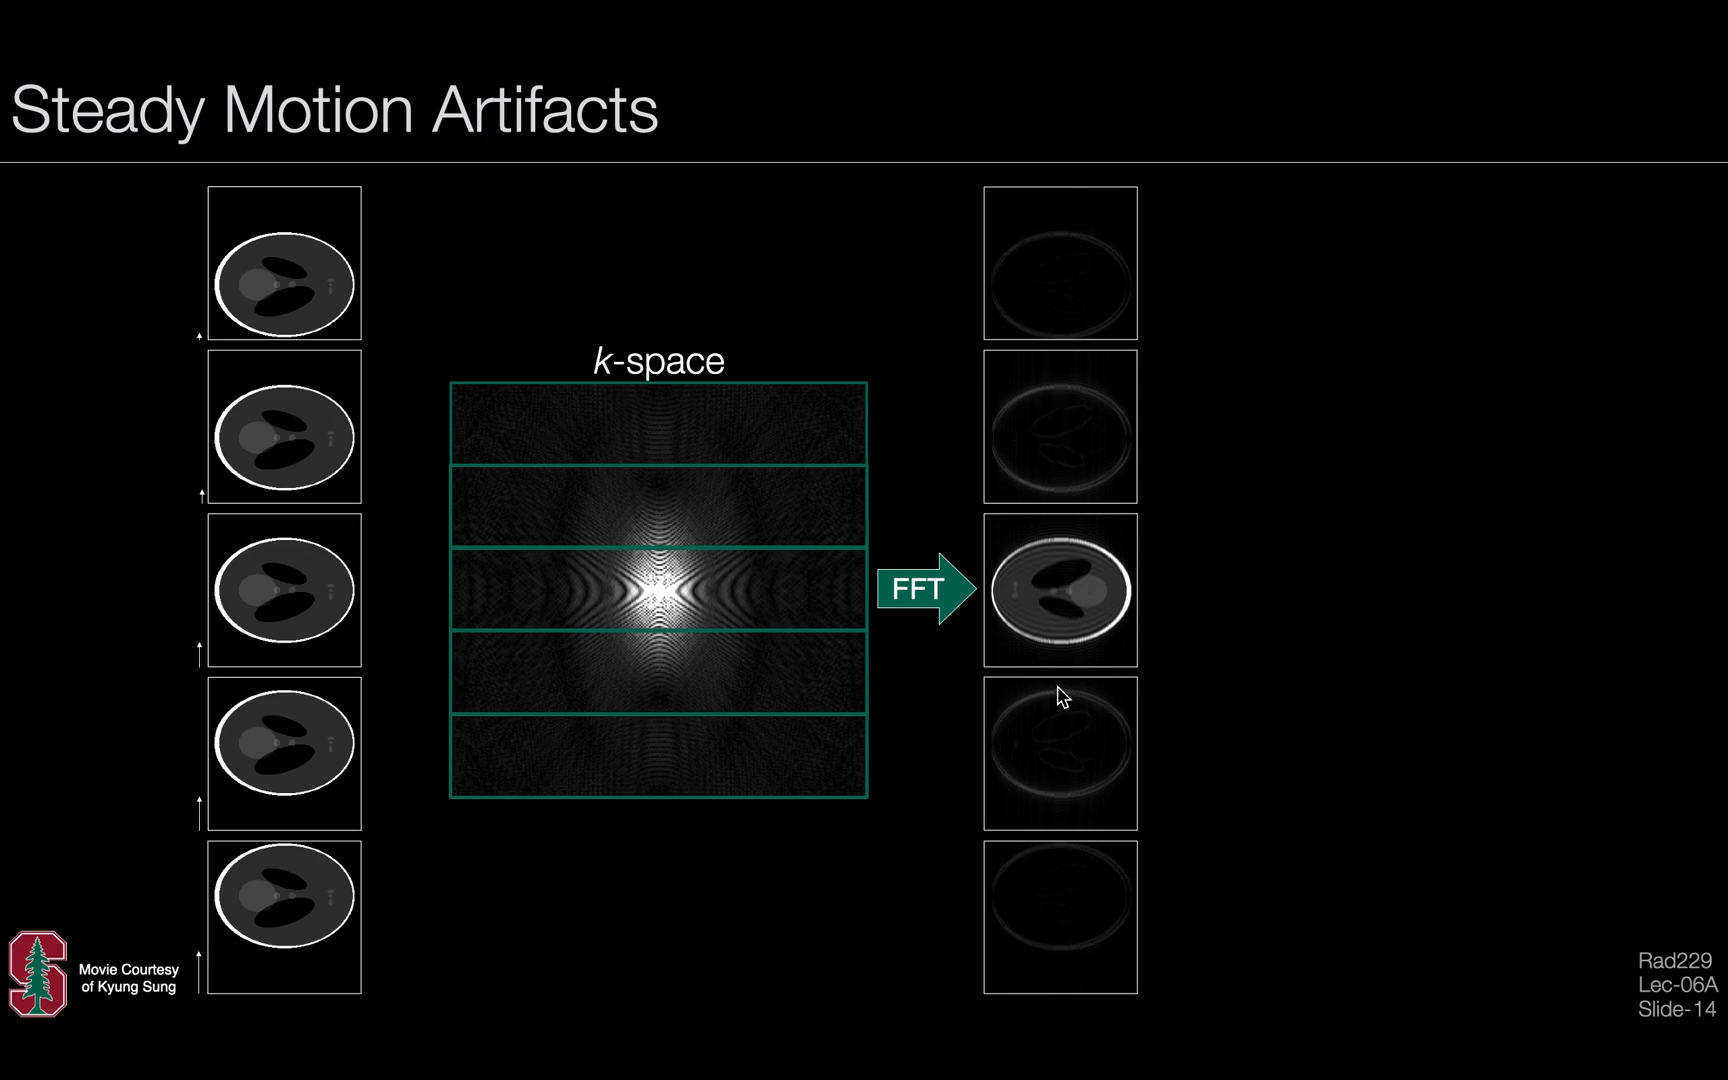 Steady Motion Artifacts
k-space
FFT
Movie Courtesy
of Kyung Sung
Rad229
Lec-06A
Slide-14